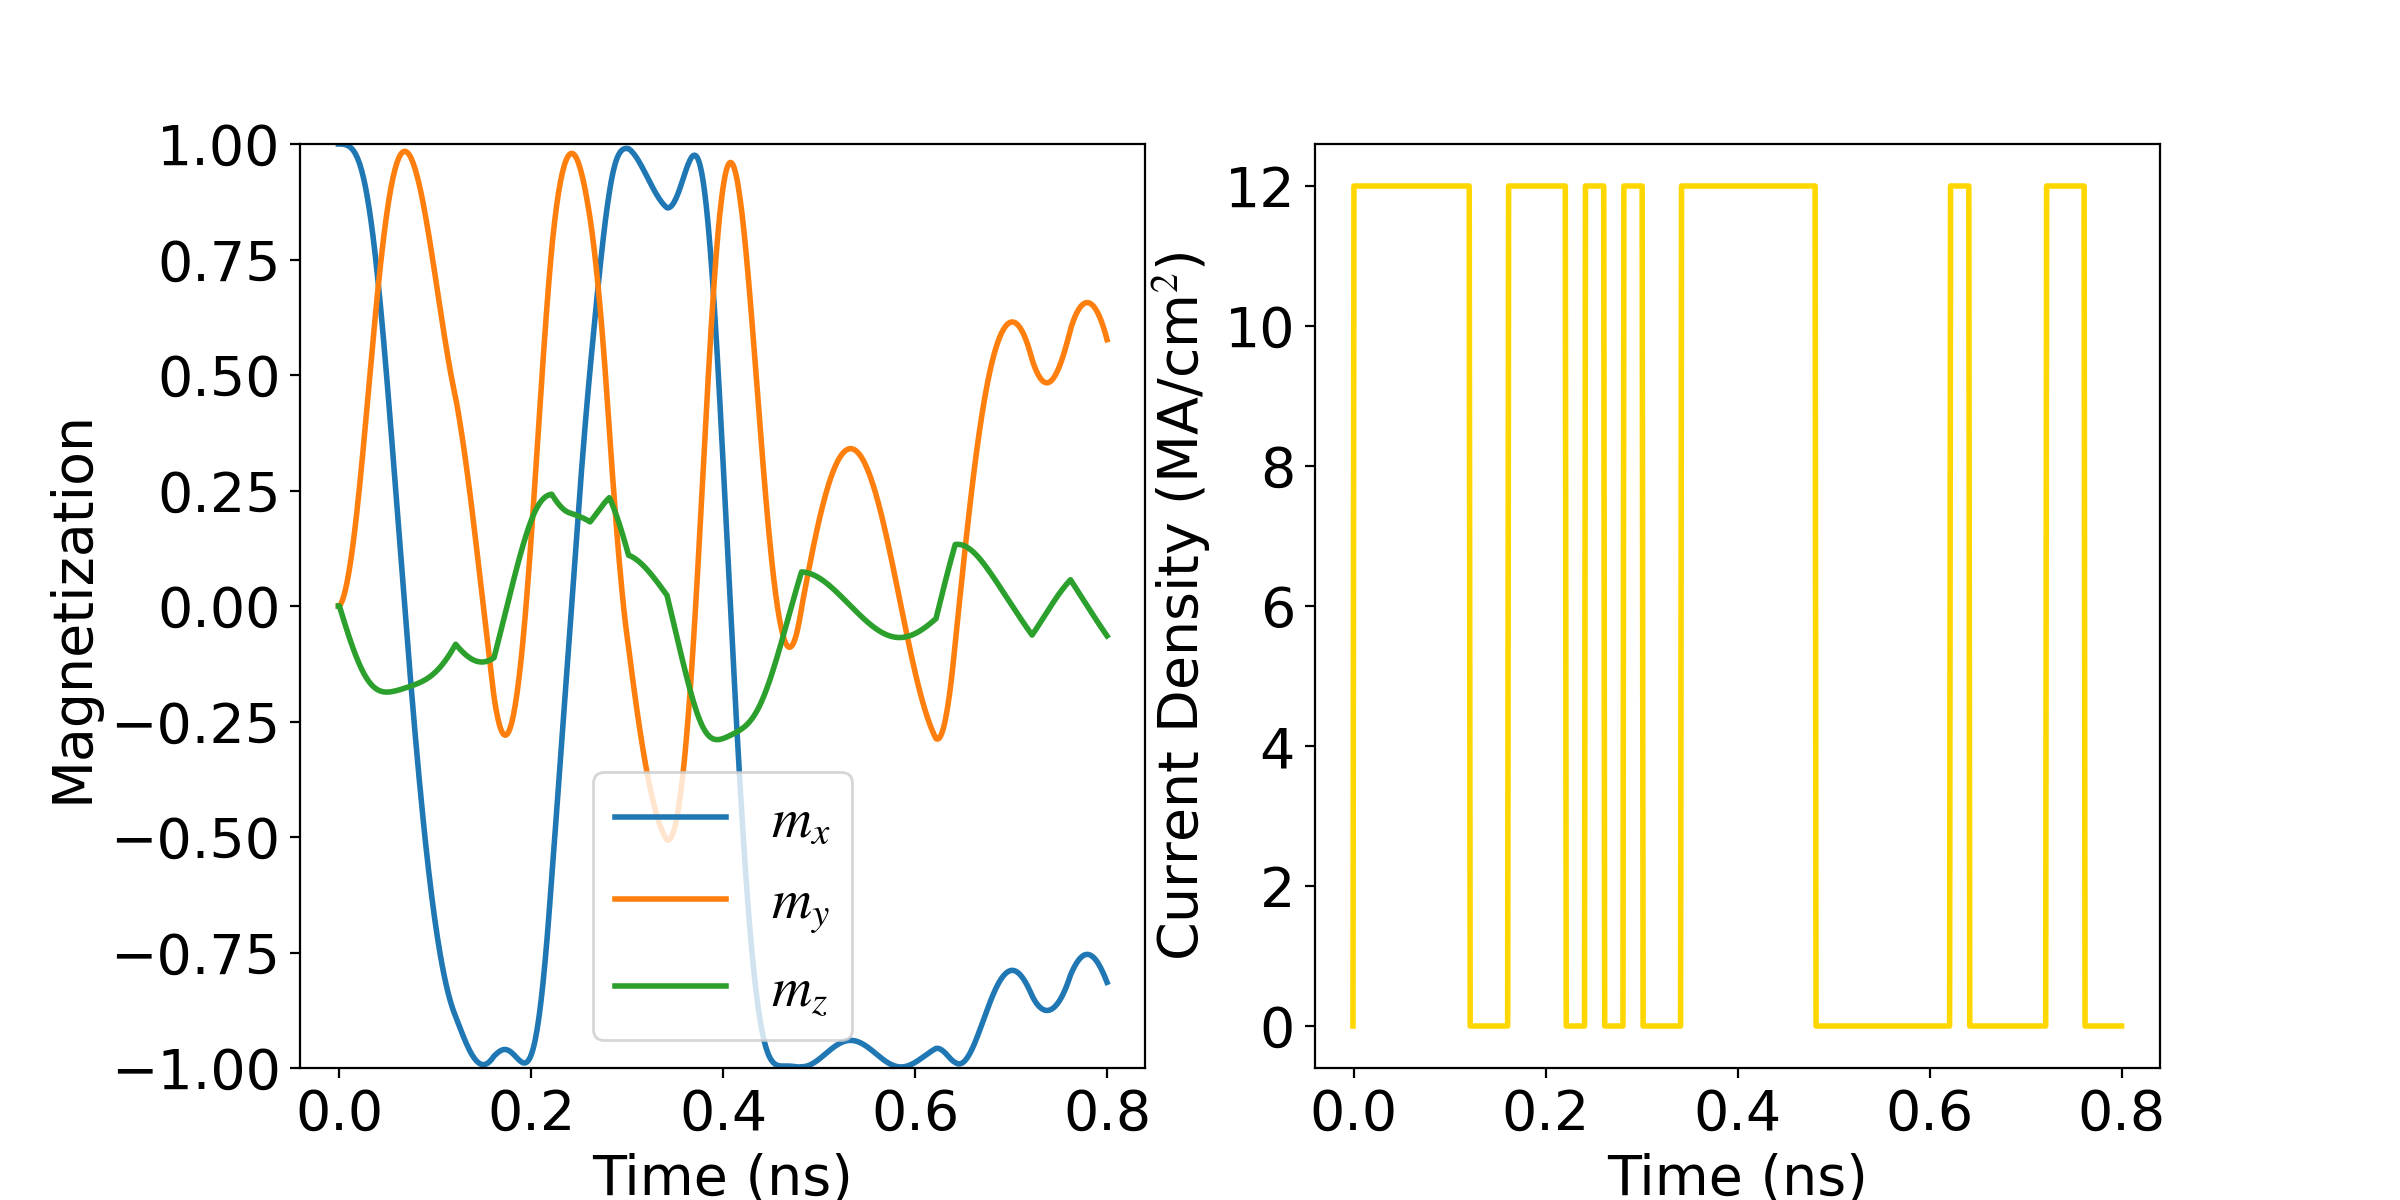 Magnetization
1.00
0.75
0.50
0.25
0.00
−0.25
−0.50
−0.75
−1.00
0.0 0.2 0.4 0.6 0.8
Time (ns)
m_x
m_y
m_z
Current Density (MA/cm²)
12
10
8
6
4
2
0
0.0 0.2 0.4 0.6 0.8
Time (ns)